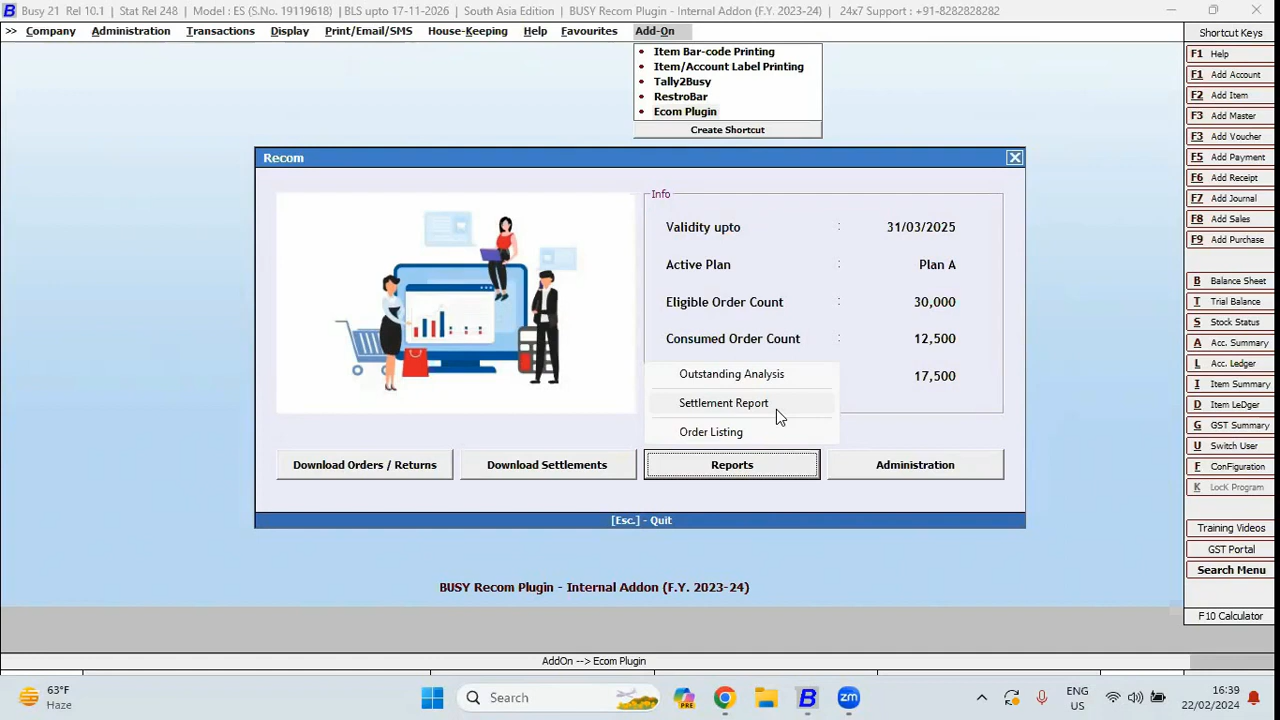 Busy 21 Rel 10.1 | Stat Rel 248 | Model : ES (S.No. 19119618) | BLS upto 17-11-2025 | South Asia Edition | BUSY Recom Plugin - Internal Addon (F.Y. 2023-24) | 24x7 Support : +91-8282828282
>> Company Administration Transactions Display Print/Email/SMS House-Keeping Help Favourites Add-On
Item Bar-code Printing
Item/Account Label Printing
Tally2Busy
RestroBar
Ecom Plugin
Create Shortcut
Recom
Info
Validity upto : 31/03/2025
Active Plan : Plan A
Eligible Order Count : 30,000
Consumed Order Count : 12,500
17,500
Outstanding Analysis
Settlement Report
Order Listing
Download Orders / Returns Download Settlements Reports Administration
[Esc.] - Quit
BUSY Recom Plugin - Internal Addon (F.Y. 2023-24)
AddOn --> Ecom Plugin
Shortcut Keys
F1 Help
F1 Add Account
F2 Add Item
F3 Add Master
F3 Add Voucher
F5 Add Payment
F6 Add Receipt
F7 Add Journal
F8 Add Sales
F9 Add Purchase
B Balance Sheet
T Trial Balance
S Stock Status
A Acc. Summary
L Acc. Ledger
I Item Summary
D Item LeDger
G GST Summary
U Switch User
F ConFiguration
K LocK Program
Training Videos
GST Portal
Search Menu
F10 Calculator
63°F
Haze
Search
PRE
zm
ENG
US
16:39
22/02/2024